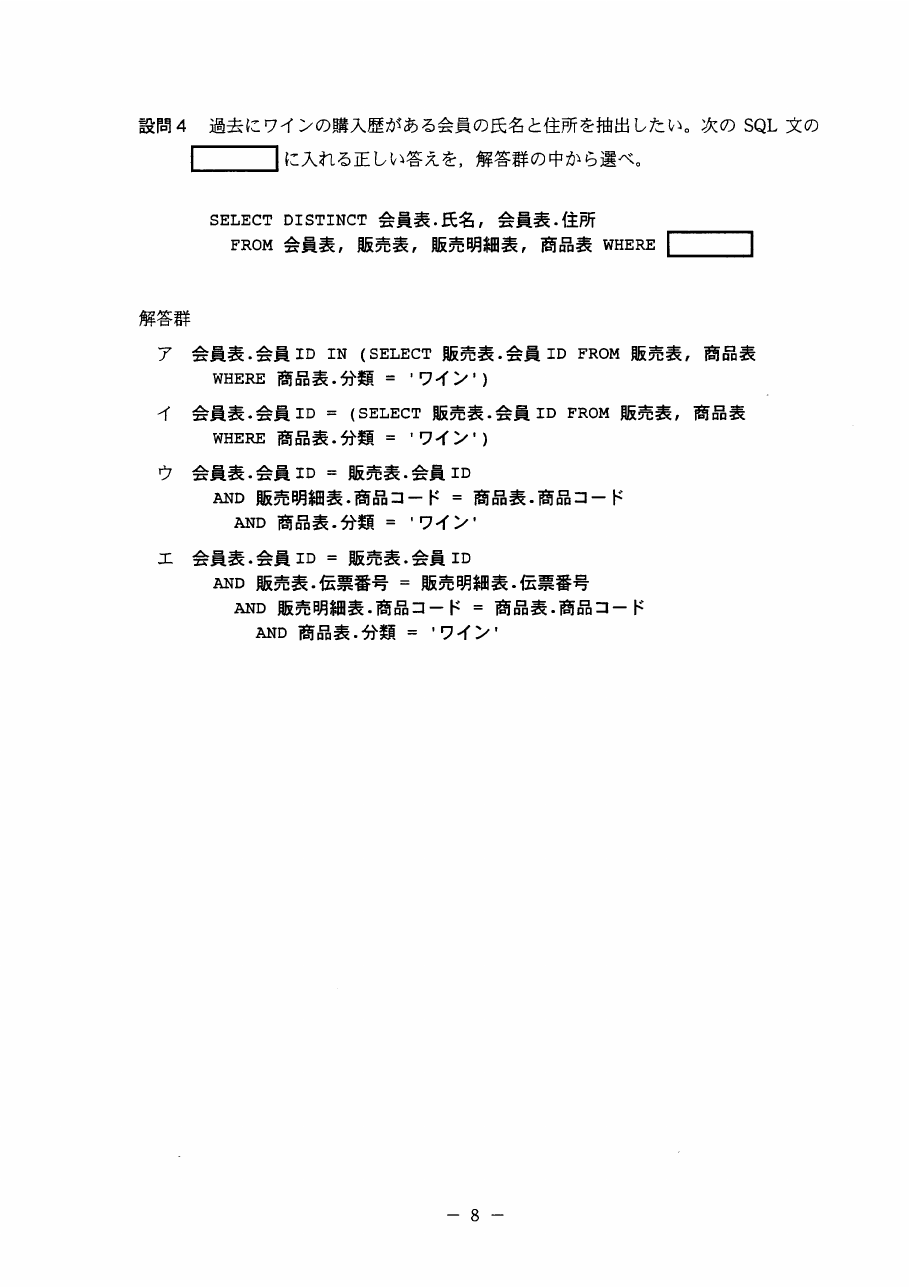 設問4　過去にワインの購入歴がある会員の氏名と住所を抽出したい。次の SQL 文の
に入れる正しい答えを，解答群の中から選べ。
SELECT DISTINCT 会員表.氏名, 会員表.住所
FROM 会員表, 販売表, 販売明細表, 商品表 WHERE
解答群
ア　会員表.会員ID IN (SELECT 販売表.会員ID FROM 販売表, 商品表
WHERE 商品表.分類 = 'ワイン')
イ　会員表.会員ID = (SELECT 販売表.会員ID FROM 販売表, 商品表
WHERE 商品表.分類 = 'ワイン')
ウ　会員表.会員ID = 販売表.会員ID
AND 販売明細表.商品コード = 商品表.商品コード
AND 商品表.分類 = 'ワイン'
エ　会員表.会員ID = 販売表.会員ID
AND 販売表.伝票番号 = 販売明細表.伝票番号
AND 販売明細表.商品コード = 商品表.商品コード
AND 商品表.分類 = 'ワイン'
― 8 ―